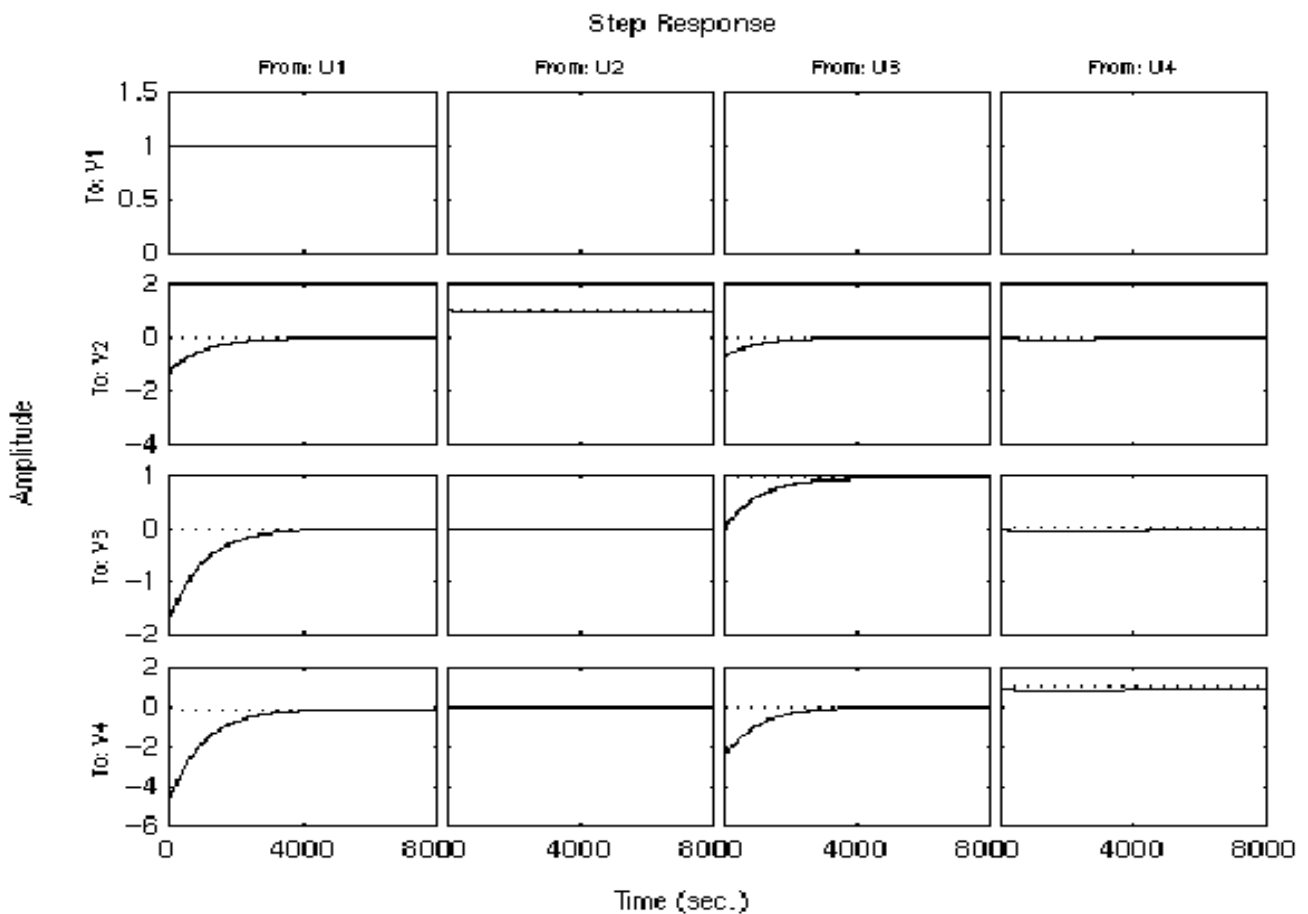 Step Response
From: U1 From: U2 From: U3 From: U4
1.5
1
0.5
0
To: Y1
2
0
-2
-4
To: Y2
1
0
-1
-2
To: Y3
2
0
-2
-4
-6
To: Y4
Amplitude
0 4000 8000 4000 8000 4000 8000 4000 8000
Time (sec.)